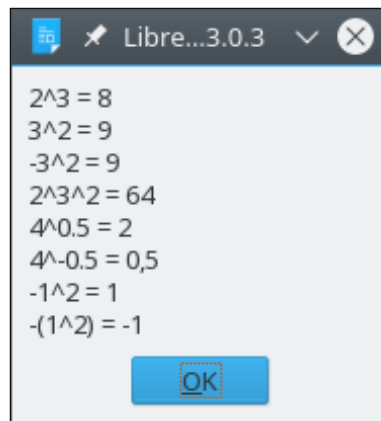 Libre...3.0.3
2^3 = 8
3^2 = 9
-3^2 = 9
2^3^2 = 64
4^0.5 = 2
4^-0.5 = 0,5
-1^2 = 1
-(1^2) = -1
OK